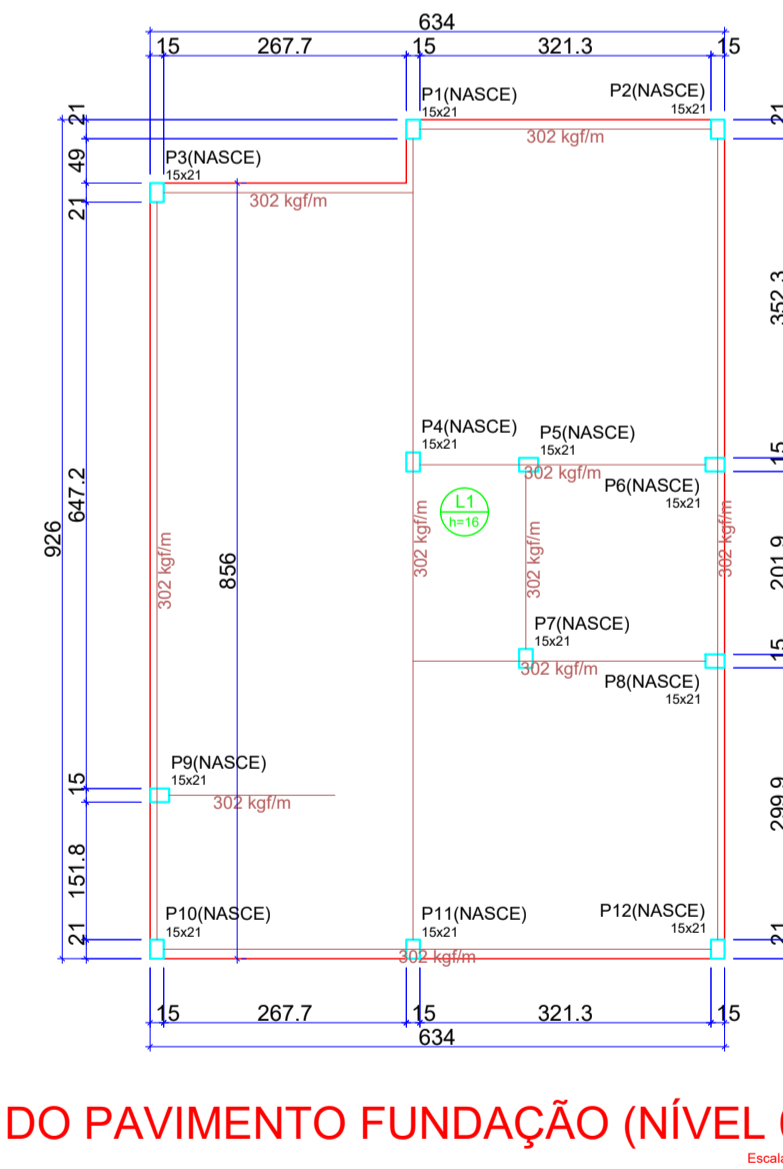 634
15
267.7
15
321.3
15
P1(NASCE)
15x21
P2(NASCE)
15x21
21
49
21
21
302 kgf/m
P3(NASCE)
15x21
302 kgf/m
352.3
P4(NASCE)
15x21
P5(NASCE)
15x21
302 kgf/m
P6(NASCE)
15x21
15
L1
h=16
647.2
926
856
302 kgf/m
302 kgf/m
302 kgf/m
302 kgf/m
201.9
P7(NASCE)
15x21
302 kgf/m
P8(NASCE)
15x21
15
P9(NASCE)
15x21
302 kgf/m
15
299.9
151.8
P10(NASCE)
15x21
P11(NASCE)
15x21
P12(NASCE)
15x21
21
21
302 kgf/m
15
267.7
15
321.3
15
634
DO PAVIMENTO FUNDAÇÃO (NÍVEL
Escala